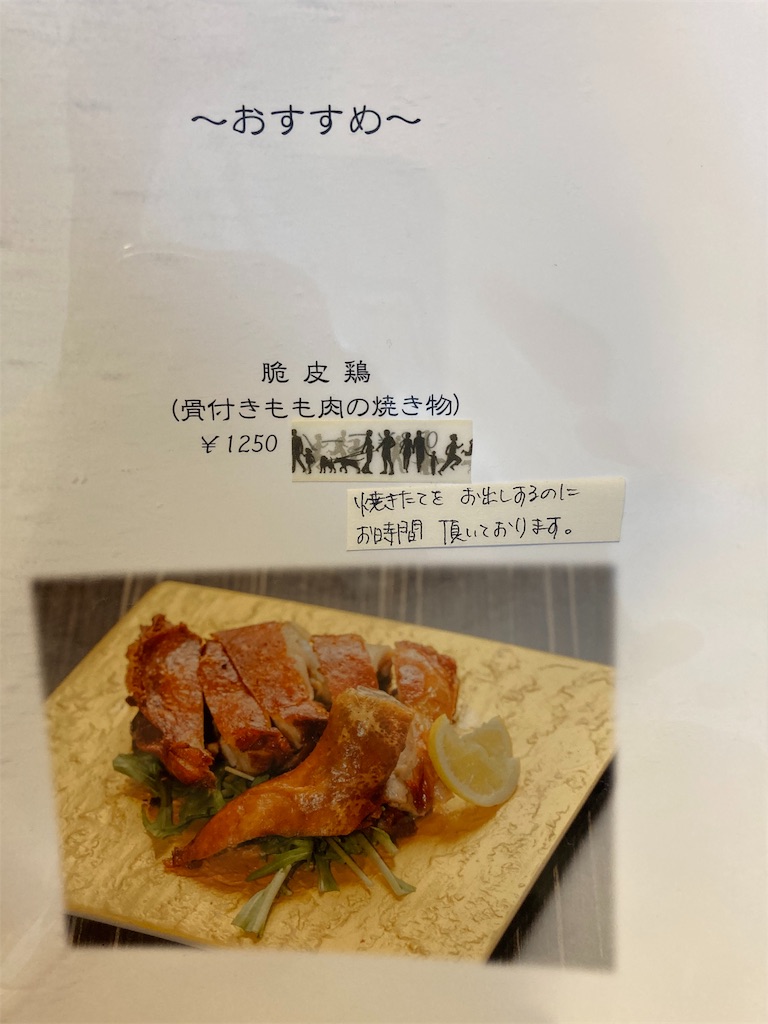 ～おすすめ～
脆皮鶏
(骨付きもも肉の焼き物)
￥1250
焼きたてを お出しするのに
お時間 頂いております。